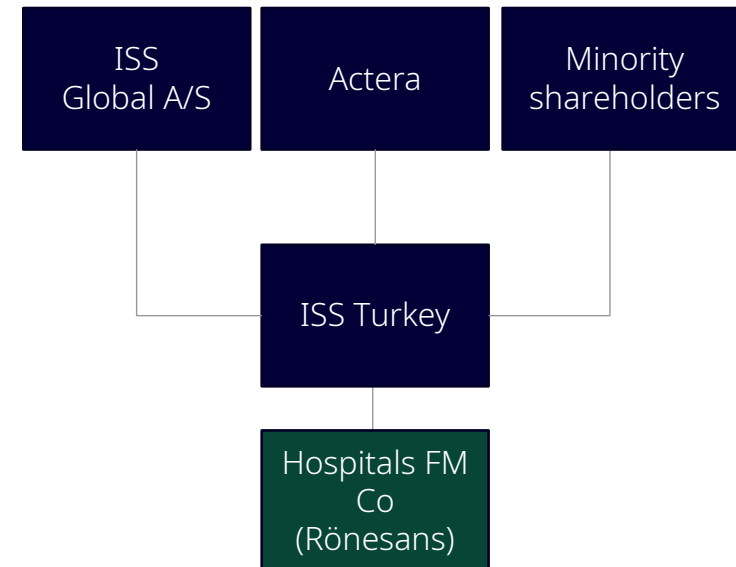 ISS
Global A/S
Actera
Minority
shareholders
ISS Turkey
Hospitals FM
Co
(Rönesans)